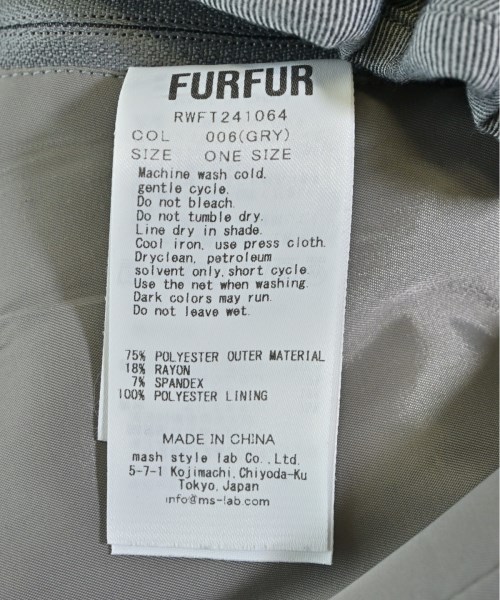 FURFUR
RWFT241064
COL 006(GRY)
SIZE ONE SIZE
Machine wash cold.
gentle cycle.
Do not bleach.
Do not tumble dry.
Line dry in shade.
Cool iron, use press cloth.
Dryclean, petroleum
solvent only, short cycle.
Use the net when washing.
Dark colors may run.
Do not leave wet.
75% POLYESTER OUTER MATERIAL
18% RAYON
7% SPANDEX
100% POLYESTER LINING
MADE IN CHINA
mash style lab Co., Ltd.
5-7-1 Kojimachi, Chiyoda-Ku
Tokyo, Japan
info@ms-lab.com